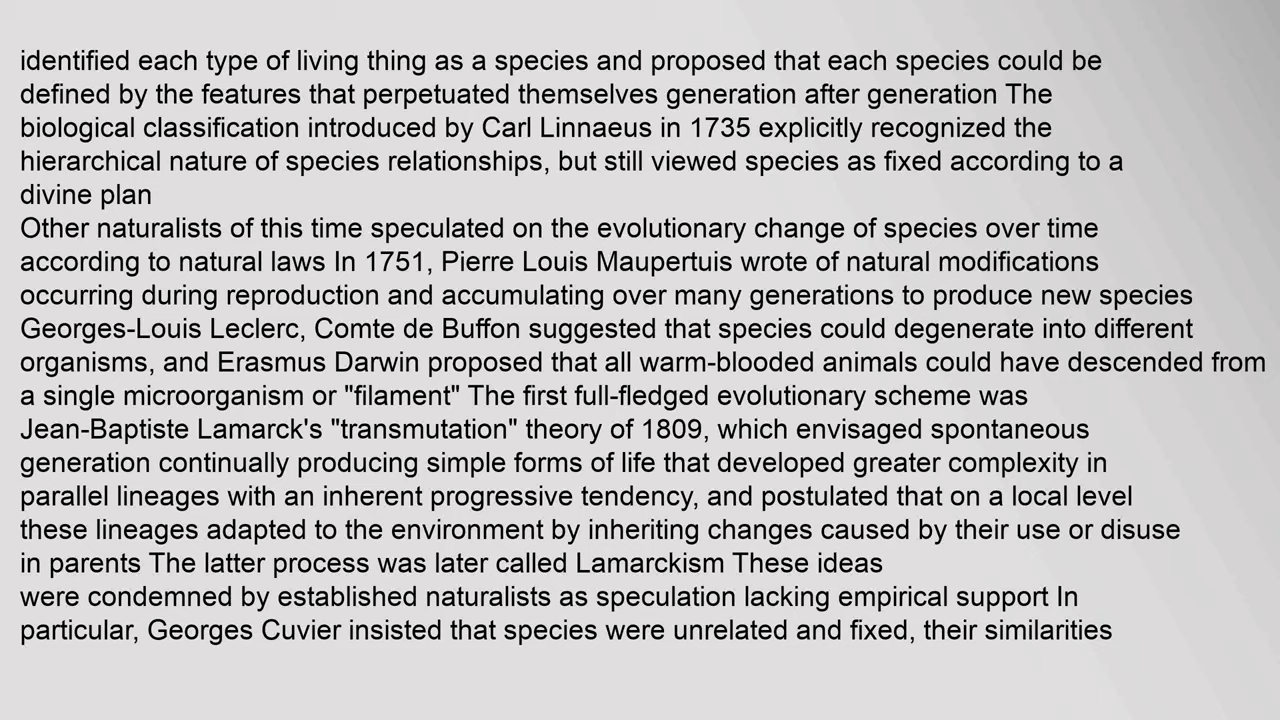 identified each type of living thing as a species and proposed that each species could be
defined by the features that perpetuated themselves generation after generation The
biological classification introduced by Carl Linnaeus in 1735 explicitly recognized the
hierarchical nature of species relationships, but still viewed species as fixed according to a
divine plan
Other naturalists of this time speculated on the evolutionary change of species over time
according to natural laws In 1751, Pierre Louis Maupertuis wrote of natural modifications
occurring during reproduction and accumulating over many generations to produce new species
Georges-Louis Leclerc, Comte de Buffon suggested that species could degenerate into different
organisms, and Erasmus Darwin proposed that all warm-blooded animals could have descended from
a single microorganism or "filament" The first full-fledged evolutionary scheme was
Jean-Baptiste Lamarck's "transmutation" theory of 1809, which envisaged spontaneous
generation continually producing simple forms of life that developed greater complexity in
parallel lineages with an inherent progressive tendency, and postulated that on a local level
these lineages adapted to the environment by inheriting changes caused by their use or disuse
in parents The latter process was later called Lamarckism These ideas
were condemned by established naturalists as speculation lacking empirical support In
particular, Georges Cuvier insisted that species were unrelated and fixed, their similarities